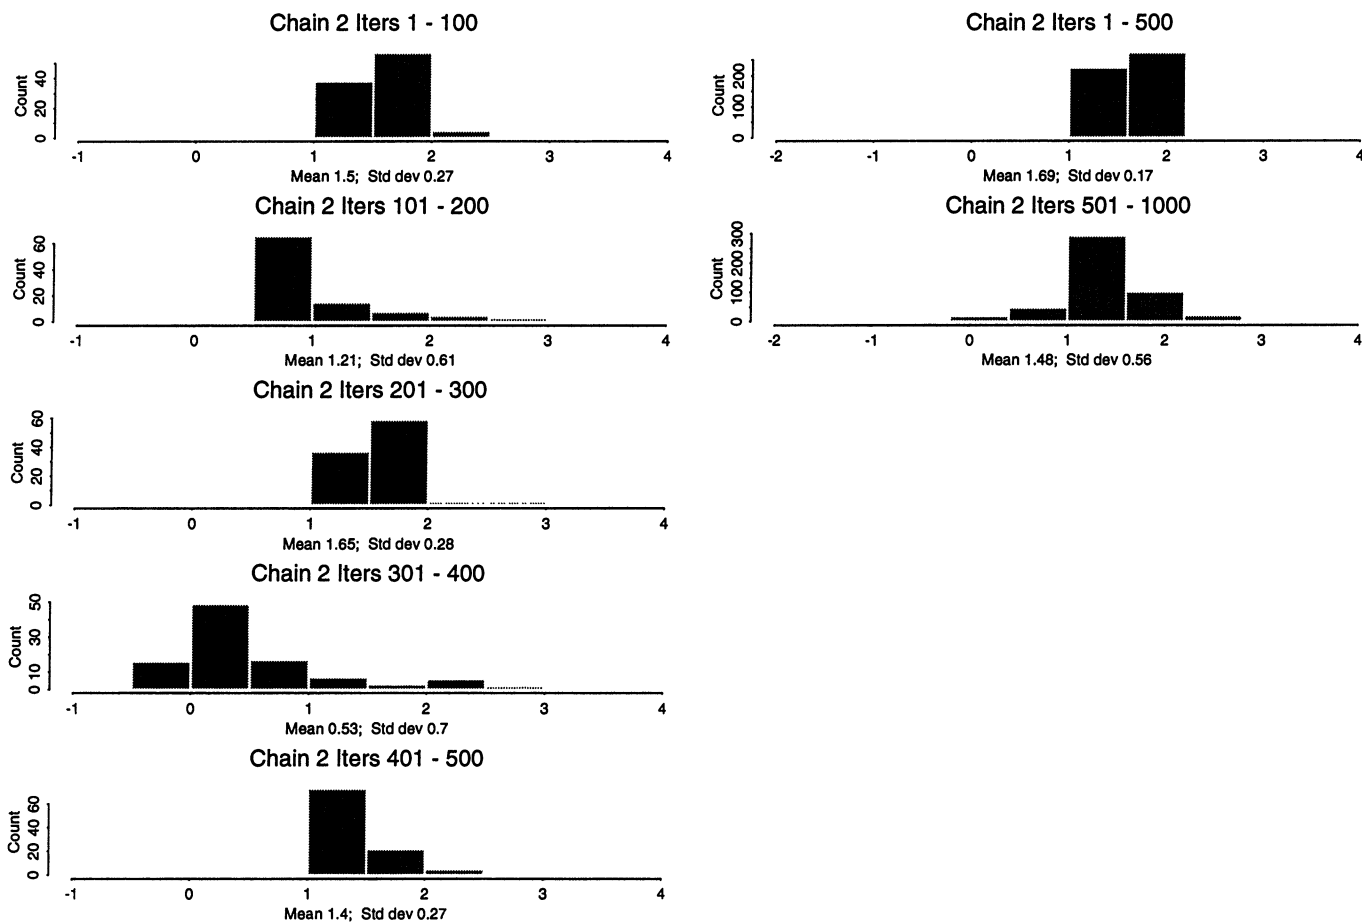 Chain 2 Iters 1 - 100
Count
0 20 40
-1 0 1 2 3 4
Mean 1.5; Std dev 0.27
Chain 2 Iters 101 - 200
Count
0 20 40 60
-1 0 1 2 3 4
Mean 1.21; Std dev 0.61
Chain 2 Iters 201 - 300
Count
0 20 40 60
-1 0 1 2 3 4
Mean 1.65; Std dev 0.28
Chain 2 Iters 301 - 400
Count
0 10 30 50
-1 0 1 2 3 4
Mean 0.53; Std dev 0.7
Chain 2 Iters 401 - 500
Count
0 20 40 60
-1 0 1 2 3 4
Mean 1.4; Std dev 0.27
Chain 2 Iters 1 - 500
Count
0 100 200
-2 -1 0 1 2 3 4
Mean 1.69; Std dev 0.17
Chain 2 Iters 501 - 1000
Count
0 100 200 300
-2 -1 0 1 2 3 4
Mean 1.48; Std dev 0.56